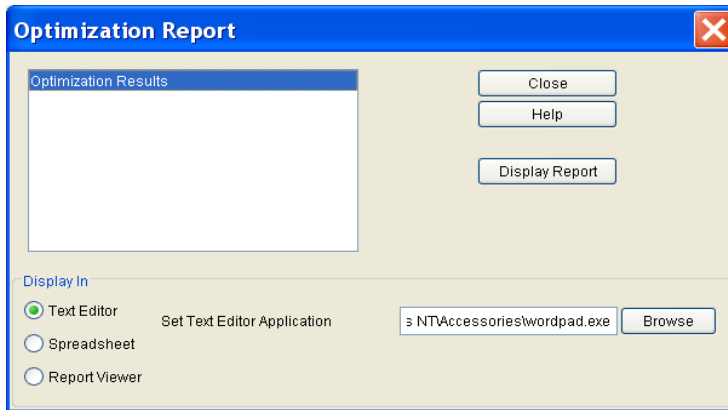 Optimization Report
Optimization Results
Close
Help
Display Report
Display In
Text Editor
Set Text Editor Application
s NT\Accessories\wordpad.exe
Browse
Spreadsheet
Report Viewer